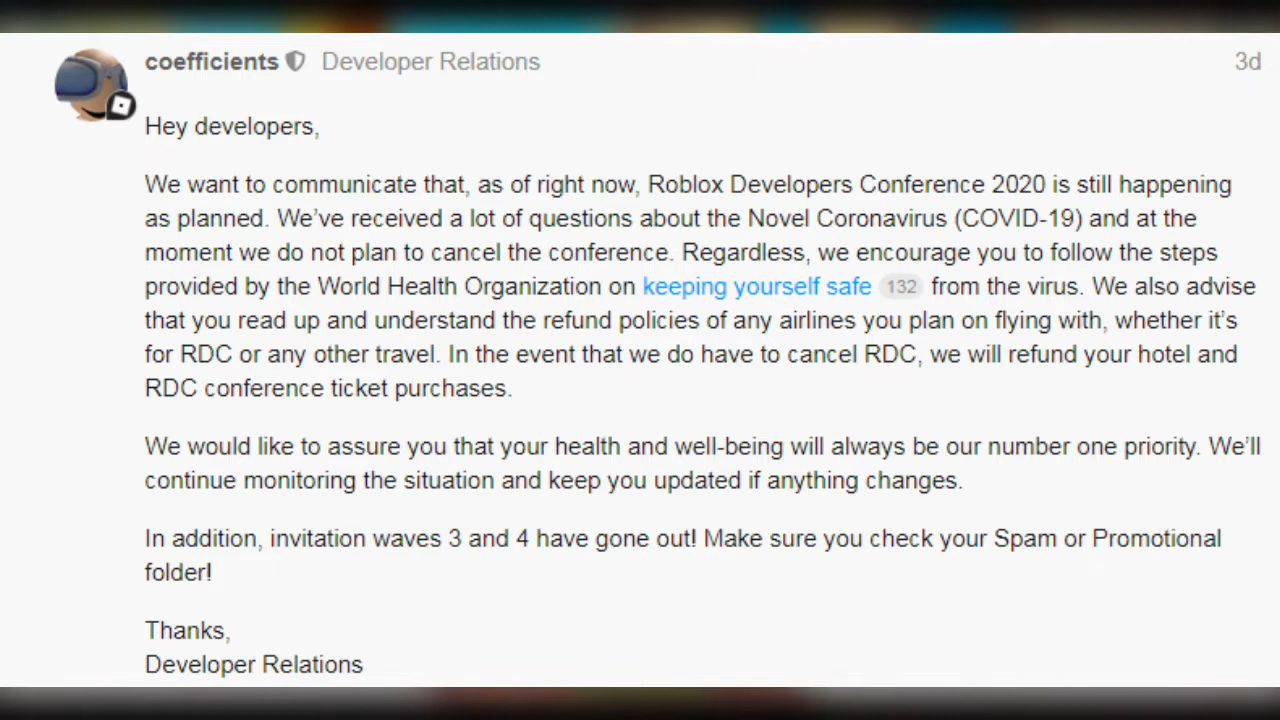 coefficients Developer Relations 3d
Hey developers,
We want to communicate that, as of right now, Roblox Developers Conference 2020 is still happening
as planned. We’ve received a lot of questions about the Novel Coronavirus (COVID-19) and at the
moment we do not plan to cancel the conference. Regardless, we encourage you to follow the steps
provided by the World Health Organization on keeping yourself safe 132 from the virus. We also advise
that you read up and understand the refund policies of any airlines you plan on flying with, whether it’s
for RDC or any other travel. In the event that we do have to cancel RDC, we will refund your hotel and
RDC conference ticket purchases.
We would like to assure you that your health and well-being will always be our number one priority. We’ll
continue monitoring the situation and keep you updated if anything changes.
In addition, invitation waves 3 and 4 have gone out! Make sure you check your Spam or Promotional
folder!
Thanks,
Developer Relations